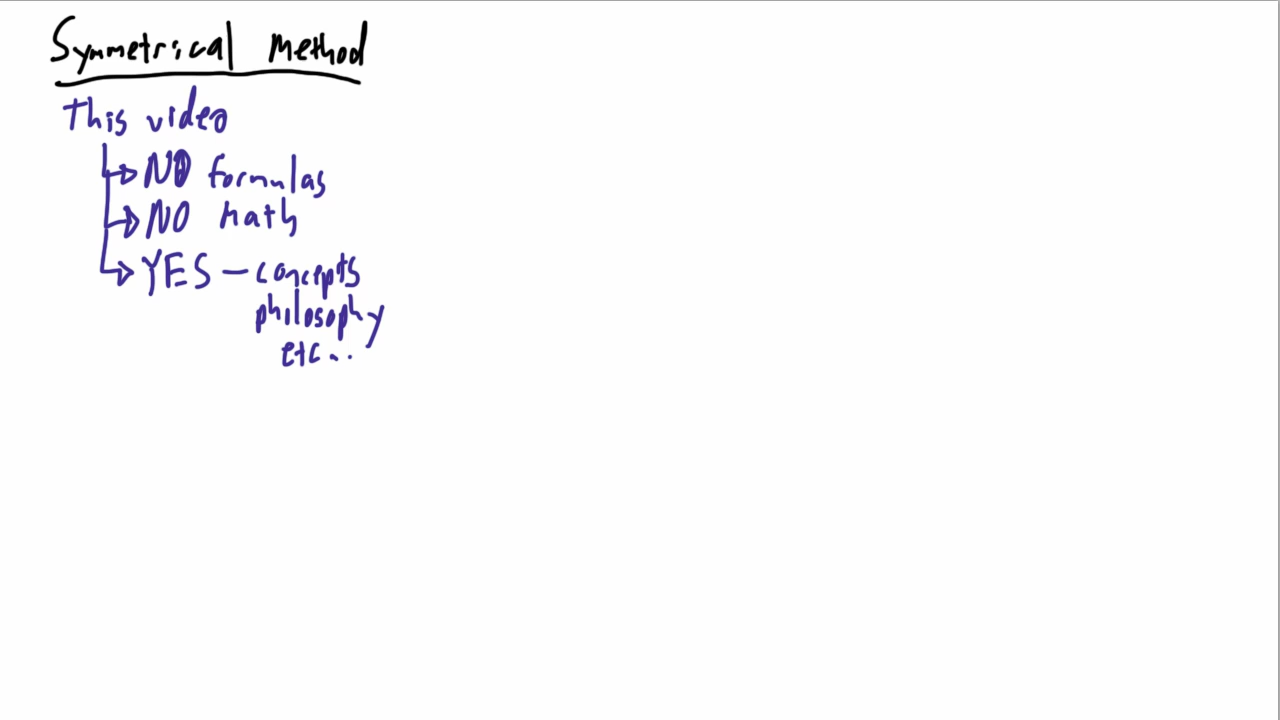 Symmetrical Method
This video
NO formulas
NO Math
YES – concepts
philosophy
etc...